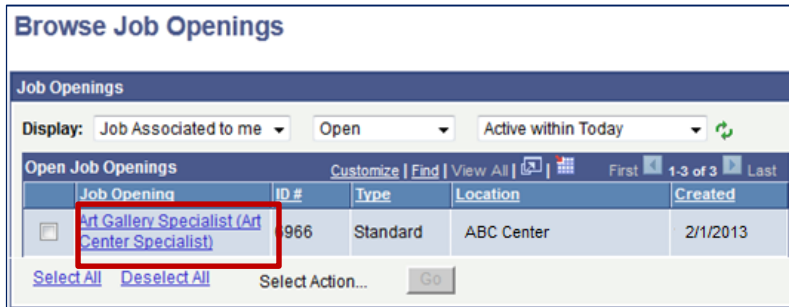 Browse Job Openings
Job Openings
Display: Job Associated to me Open Active within Today
Open Job Openings Customize | Find | View All | | First 1-3 of 3 Last
Job Opening ID # Type Location Created
Art Gallery Specialist (Art
Center Specialist) 6966 Standard ABC Center 2/1/2013
Select All Deselect All Select Action... Go